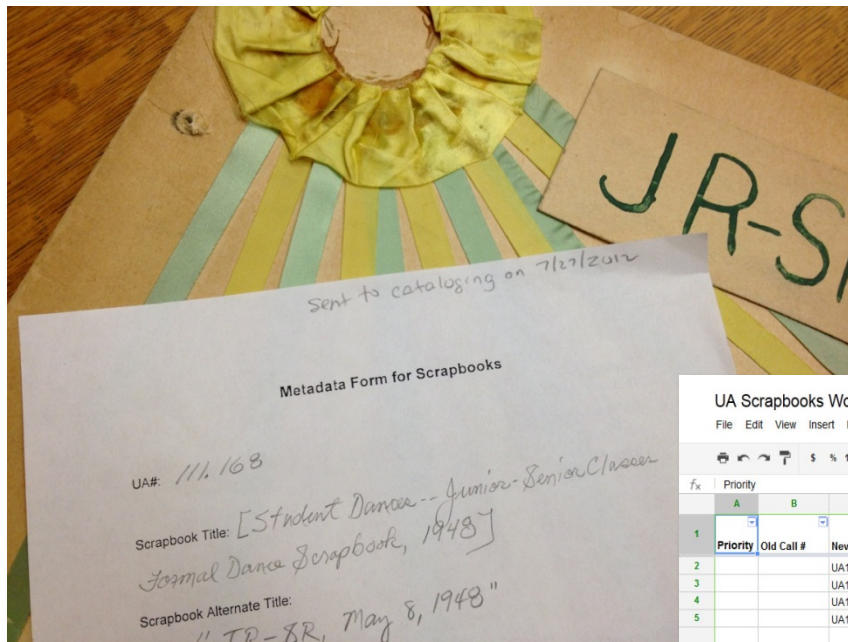 JR-S
Sent to cataloging on 7/27/2012
Metadata Form for Scrapbooks
UA#: 111.168
Scrapbook Title: [Student Dances -- Junior-Senior Classes
Formal Dance Scrapbook, 1948]
Scrapbook Alternate Title:
"JR-SR, May 8, 1948"
UA Scrapbooks Wo
File Edit View Insert
$ %
fx Priority
A B
1 Priority Old Call # New
2 UA1
3 UA1
4 UA1
5 UA1